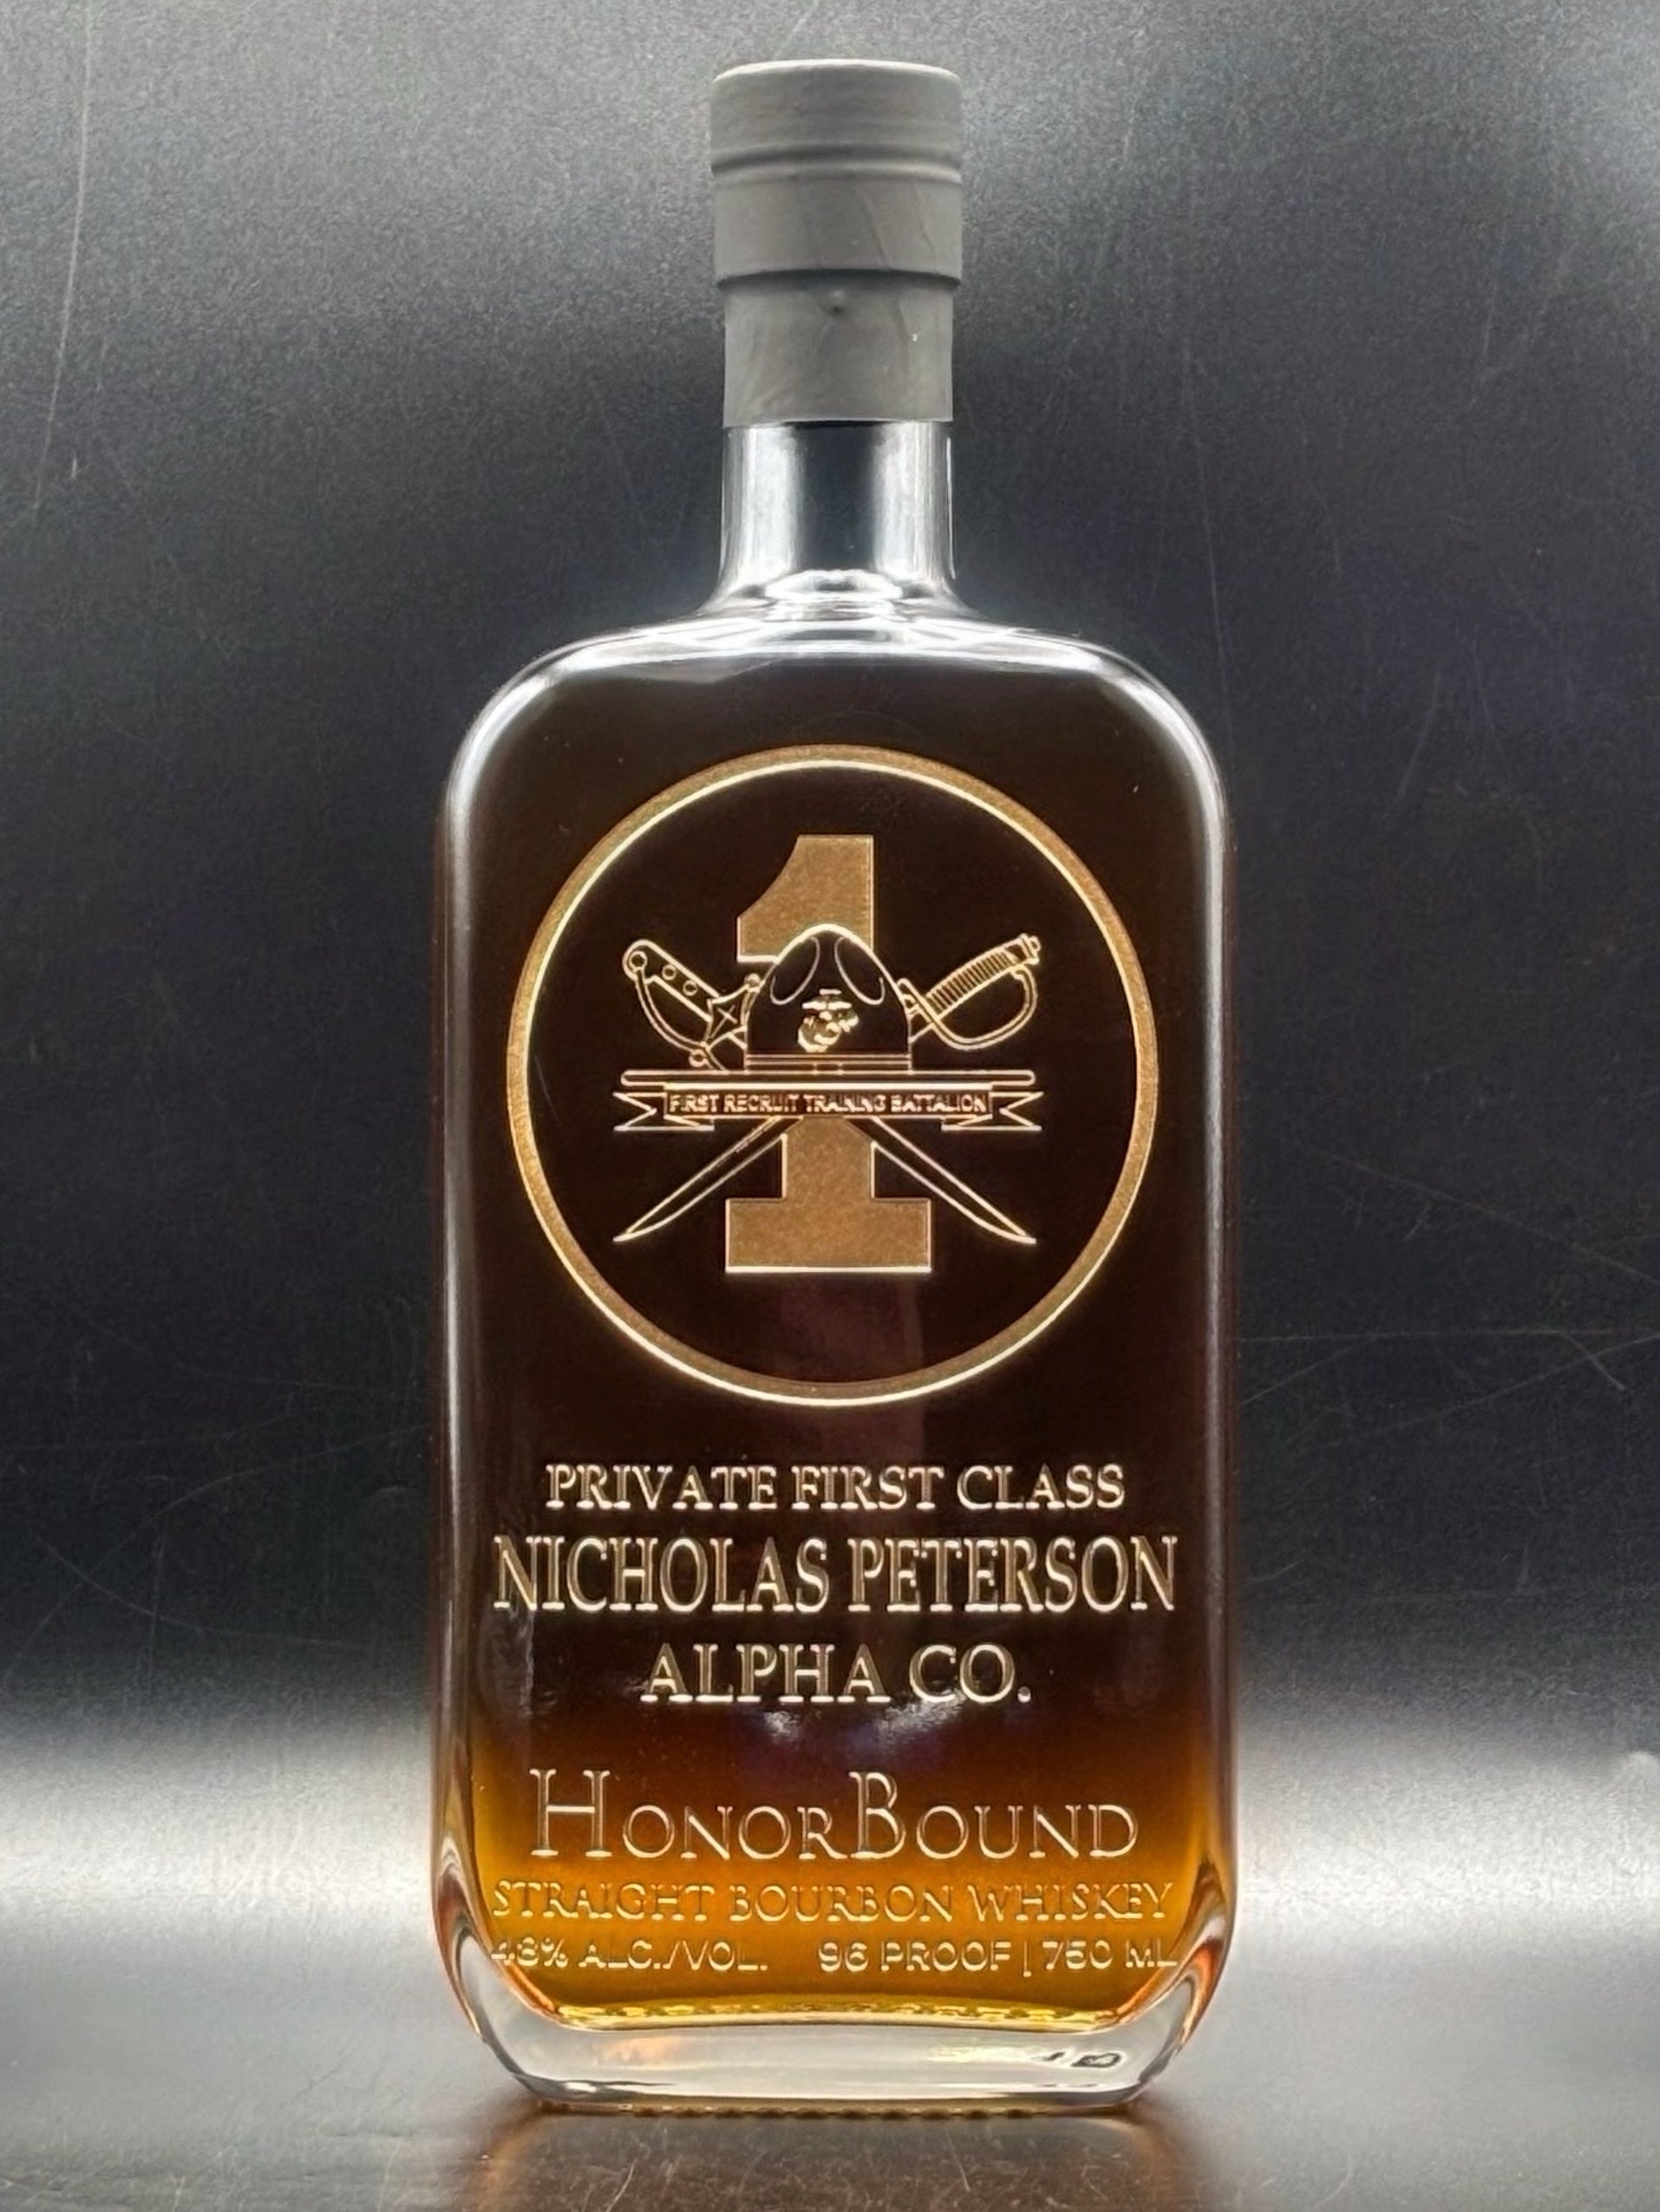 1
FIRST RECRUIT TRAINING BATTALION
PRIVATE FIRST CLASS
NICHOLAS PETERSON
ALPHA CO.
HONORBOUND
STRAIGHT BOURBON WHISKEY
48% ALC./VOL. 96 PROOF | 750 ML